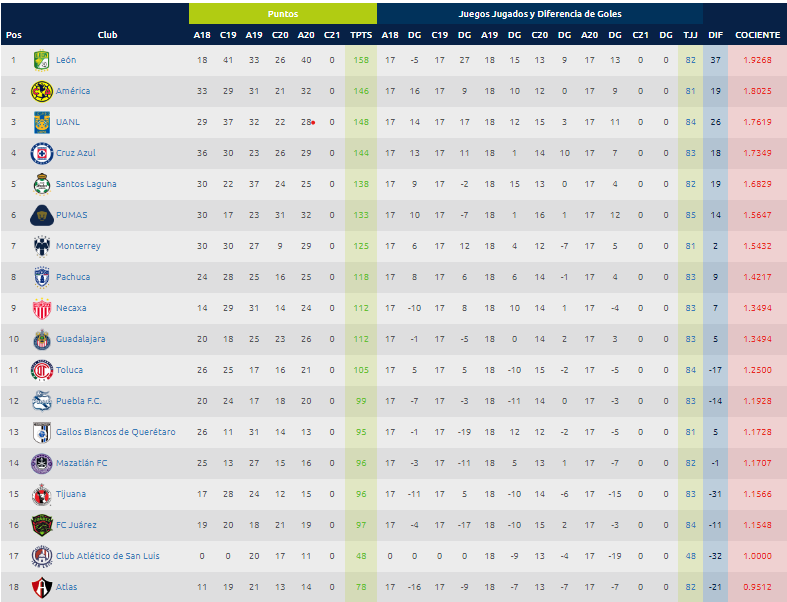 Puntos Juegos Jugados y Diferencia de Goles
Pos Club A18 C19 A19 C20 A20 C21 TPTS A18 DG C19 DG A19 DG C20 DG A20 DG C21 DG TJJ DIF COCIENTE
1 León 18 41 33 26 40 0 158 17 -5 17 27 18 15 13 9 17 13 0 0 82 37 1.9268
2 América 33 29 31 21 32 0 146 17 16 17 9 18 10 12 0 17 9 0 0 81 19 1.8025
3 UANL 29 37 32 22 28 0 148 17 14 17 17 18 12 15 3 17 11 0 0 84 26 1.7619
4 Cruz Azul 36 30 23 26 29 0 144 17 13 17 11 18 1 14 10 17 7 0 0 83 18 1.7349
5 Santos Laguna 30 22 37 24 25 0 138 17 9 17 -2 18 15 13 0 17 4 0 0 82 19 1.6829
6 PUMAS 30 17 23 31 32 0 133 17 10 17 -7 18 1 16 1 17 12 0 0 85 14 1.5647
7 Monterrey 30 30 27 9 29 0 125 17 6 17 12 18 4 12 -7 17 5 0 0 81 2 1.5432
8 Pachuca 24 28 25 16 25 0 118 17 8 17 6 18 6 14 -1 17 4 0 0 83 9 1.4217
9 Necaxa 14 29 31 14 24 0 112 17 -10 17 8 18 10 14 1 17 -4 0 0 83 7 1.3494
10 Guadalajara 20 18 25 23 26 0 112 17 -1 17 -5 18 0 14 2 17 3 0 0 83 5 1.3494
11 Toluca 26 25 17 16 21 0 105 17 5 17 5 18 -10 15 -2 17 -5 0 0 84 -17 1.2500
12 Puebla F.C. 20 24 17 18 20 0 99 17 -7 17 -3 18 -11 14 0 17 -3 0 0 83 -14 1.1928
13 Gallos Blancos de Querétaro 26 11 31 14 13 0 95 17 -1 17 -19 18 12 12 -2 17 -5 0 0 81 5 1.1728
14 Mazatlán FC 25 13 27 15 16 0 96 17 -3 17 -11 18 5 13 1 17 -7 0 0 82 -1 1.1707
15 Tijuana 17 28 24 12 15 0 96 17 -11 17 5 18 -10 14 -6 17 -15 0 0 83 -31 1.1566
16 FC Juárez 19 20 18 21 19 0 97 17 -4 17 -17 18 -10 15 2 17 -3 0 0 84 -11 1.1548
17 Club Atlético de San Luis 0 0 20 17 11 0 48 0 0 0 0 18 -9 13 -4 17 -19 0 0 48 -32 1.0000
18 Atlas 11 19 21 13 14 0 78 17 -16 17 -9 18 -7 13 -7 17 -7 0 0 82 -21 0.9512